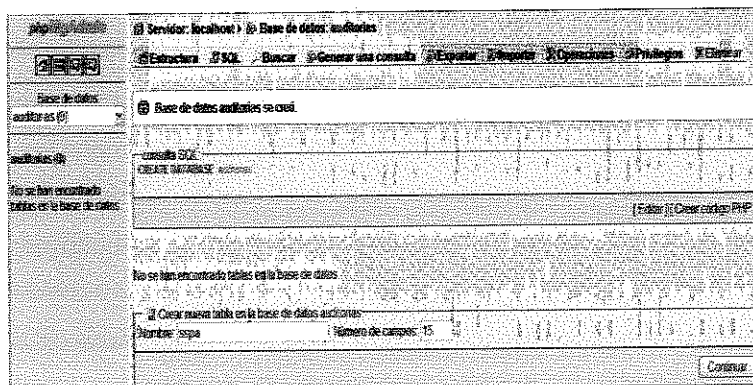 phpMyAdmin
Base de datos
auditorias (0)
auditorias (0)
No se han encontrado
tablas en la base de datos.
Servidor: localhost Base de datos: auditorias
Estructura SQL Buscar Generar una consulta Exportar Importar Operaciones Privilegios Eliminar
Base de datos auditorias se creó.
consulta SQL:
CREATE DATABASE auditorias
[ Editar ] [ Crear código PHP
No se han encontrado tablas en la base de datos.
Crear nueva tabla en la base de datos auditorias
Nombre: sspa Número de campos: 15
Continuar